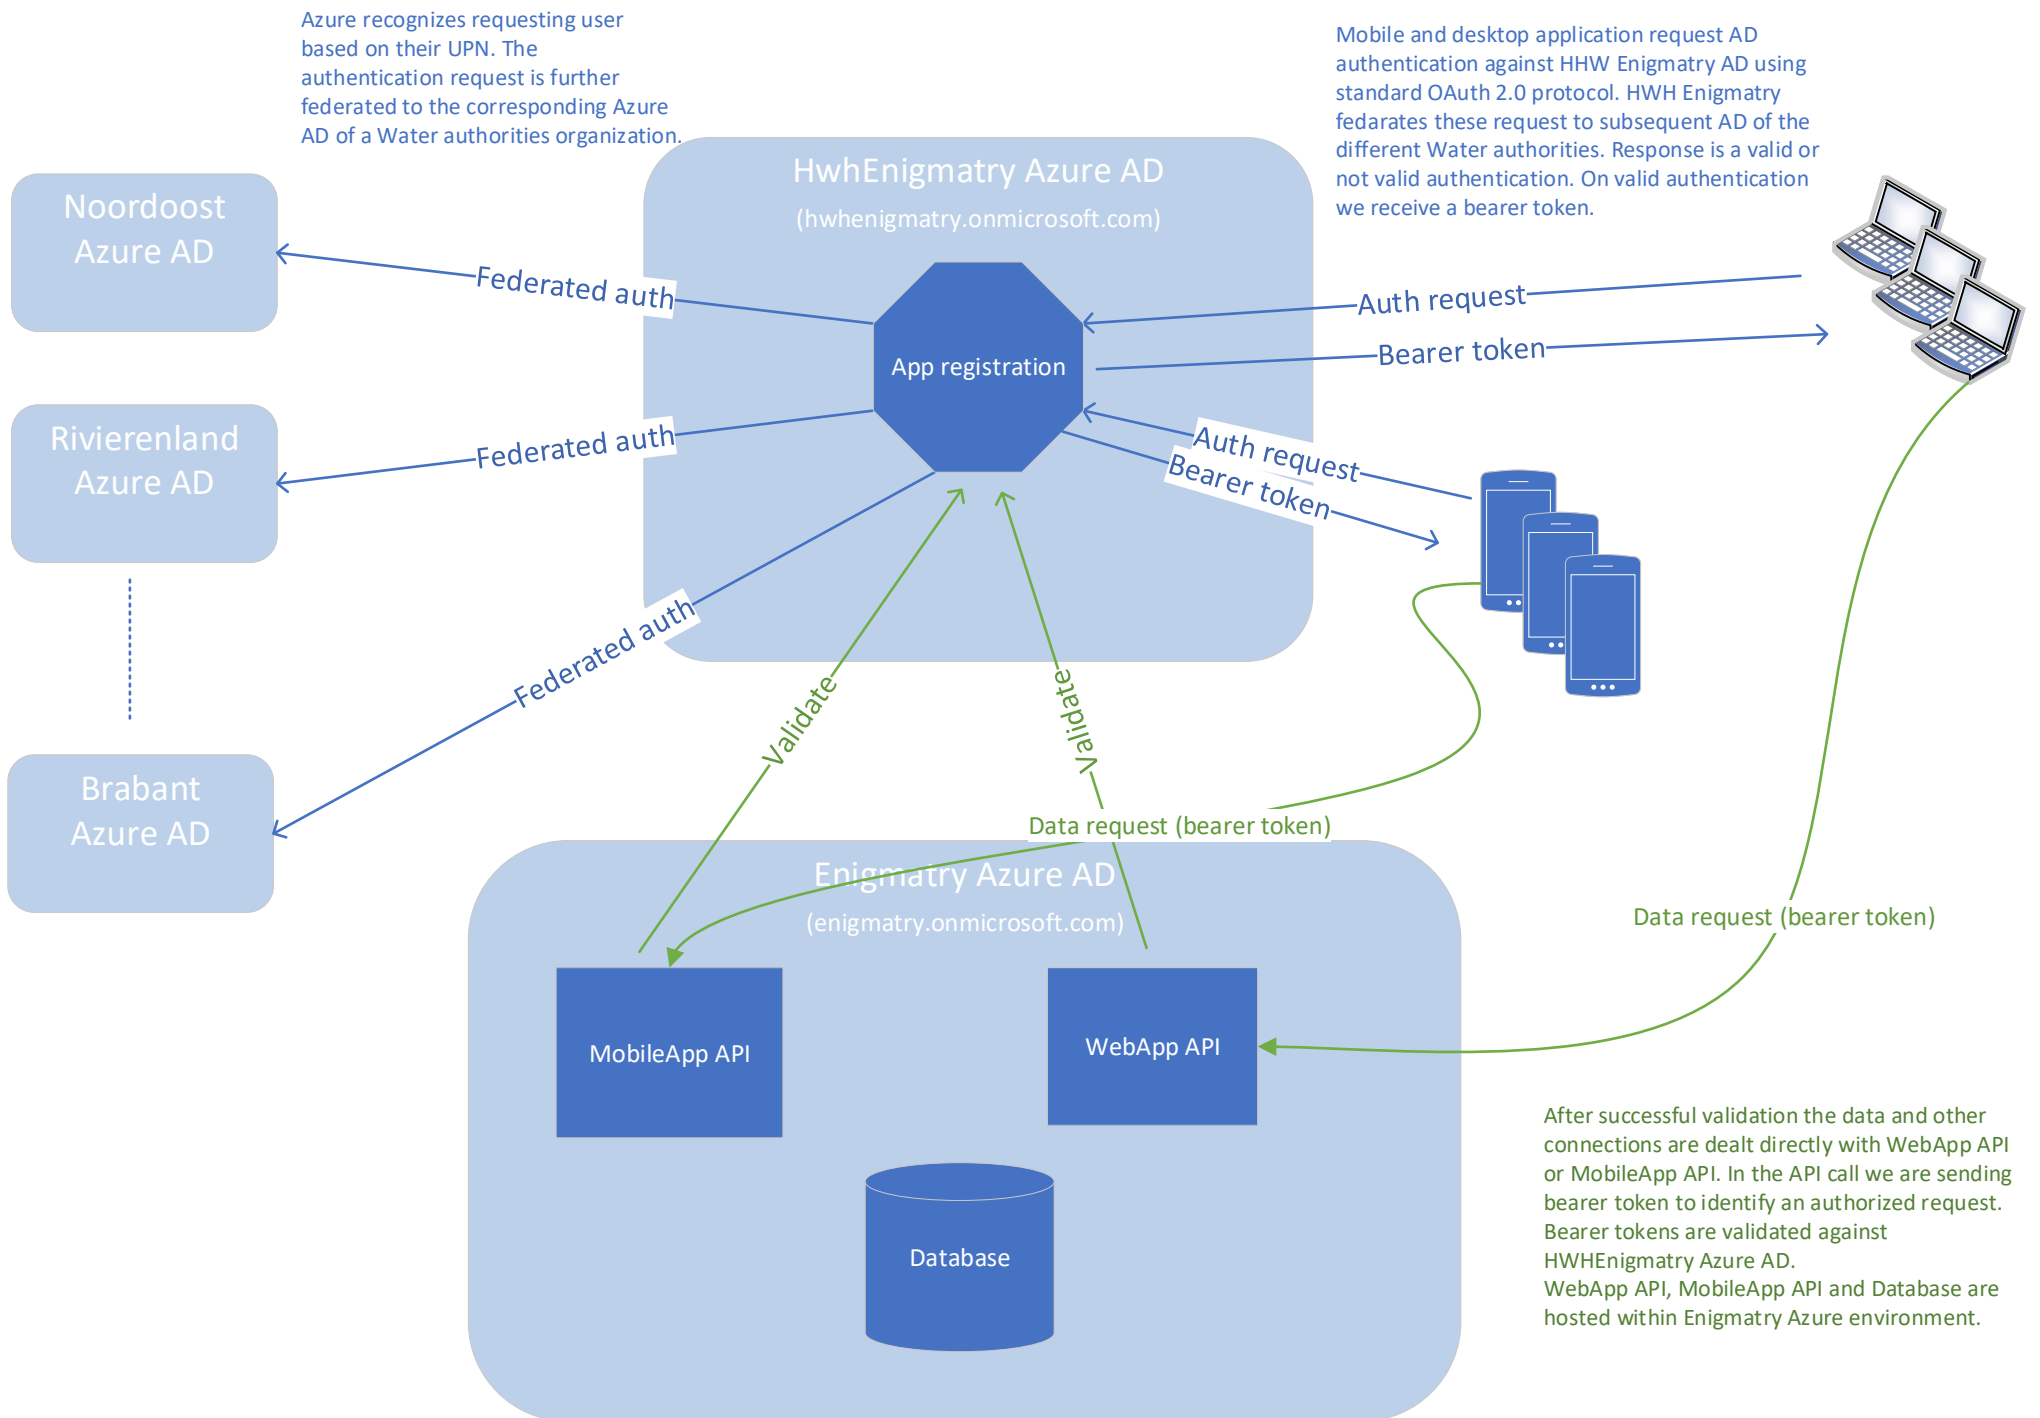 Azure recognizes requesting user
based on their UPN. The
authentication request is further
federated to the corresponding Azure
AD of a Water authorities organization.
Mobile and desktop application request AD
authentication against HHW Enigmatry AD using
standard OAuth 2.0 protocol. HWH Enigmatry
fedarates these request to subsequent AD of the
different Water authorities. Response is a valid or
not valid authentication. On valid authentication
we receive a bearer token.
HwhEnigmatry Azure AD
(hwhenigmatry.onmicrosoft.com)
Noordoost
Azure AD
Federated auth
Auth request
Bearer token
App registration
Rivierenland
Azure AD
Federated auth
Auth request
Bearer token
Federated auth
Validate
Validate
Brabant
Azure AD
Data request (bearer token)
Enigmatry Azure AD
(enigmatry.onmicrosoft.com)
Data request (bearer token)
MobileApp API
WebApp API
Database
After successful validation the data and other
connections are dealt directly with WebApp API
or MobileApp API. In the API call we are sending
bearer token to identify an authorized request.
Bearer tokens are validated against
HWHEnigmatry Azure AD.
WebApp API, MobileApp API and Database are
hosted within Enigmatry Azure environment.